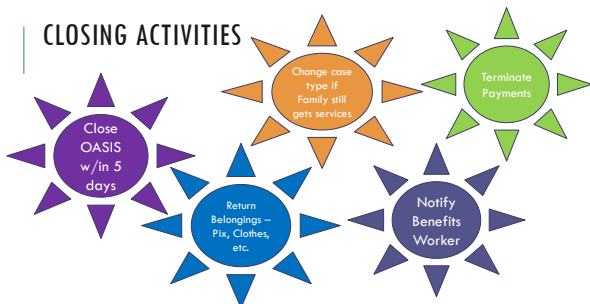 CLOSING ACTIVITIES
Close
OASIS
w/in 5
days
Change case
type if
Family still
gets services
Terminate
Payments
Return
Belongings –
Pix, Clothes,
etc.
Notify
Benefits
Worker